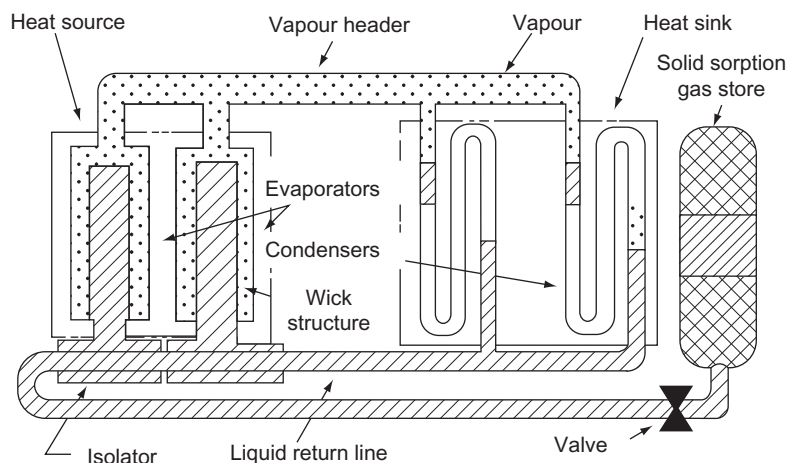 Heat source
Vapour header
Vapour
Heat sink
Solid sorption
gas store
Evaporators
Condensers
Wick
structure
Isolator
Liquid return line
Valve